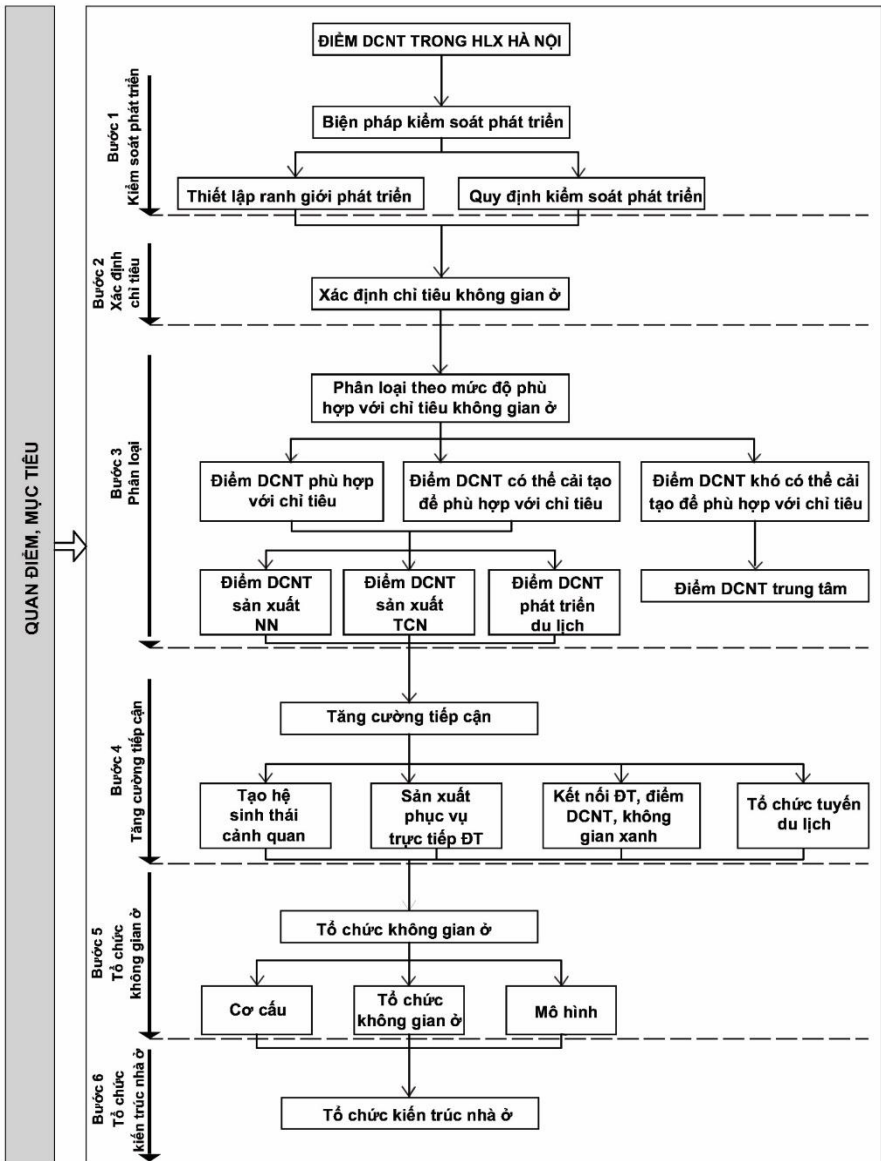 QUAN ĐIỂM, MỤC TIÊU
ĐIỂM DCNT TRONG HLX HÀ NỘI
Bước 1
Kiểm soát phát triển
Biện pháp kiểm soát phát triển
Thiết lập ranh giới phát triển
Quy định kiểm soát phát triển
Bước 2
Xác định
chỉ tiêu
Xác định chỉ tiêu không gian ở
Bước 3
Phân loại
Phân loại theo mức độ phù
hợp với chỉ tiêu không gian ở
Điểm DCNT phù hợp
với chỉ tiêu
Điểm DCNT có thể cải tạo
để phù hợp với chỉ tiêu
Điểm DCNT khó có thể cải
tạo để phù hợp với chỉ tiêu
Điểm DCNT
sản xuất
NN
Điểm DCNT
sản xuất
TCN
Điểm DCNT
phát triển
du lịch
Điểm DCNT trung tâm
Bước 4
Tăng cường tiếp cận
Tăng cường tiếp cận
Tạo hệ
sinh thái
cảnh quan
Sản xuất
phục vụ
trực tiếp ĐT
Kết nối ĐT, điểm
DCNT, không
gian xanh
Tổ chức tuyến
du lịch
Bước 5
Tổ chức
không gian ở
Tổ chức không gian ở
Cơ cấu
Tổ chức
không gian ở
Mô hình
Bước 6
Tổ chức
kiến trúc nhà ở
Tổ chức kiến trúc nhà ở